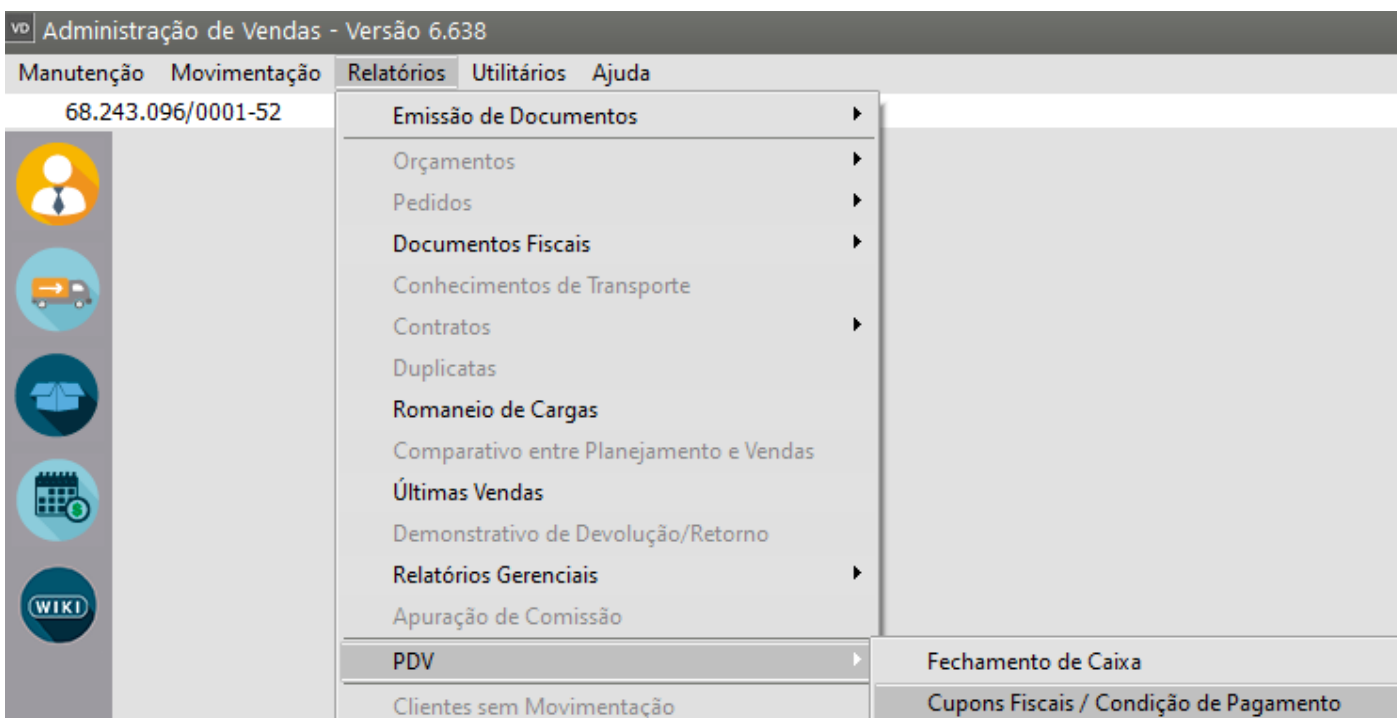 VD Administração de Vendas - Versão 6.638
Manutenção Movimentação Relatórios Utilitários Ajuda
68.243.096/0001-52
Emissão de Documentos
Orçamentos
Pedidos
Documentos Fiscais
Conhecimentos de Transporte
Contratos
Duplicatas
Romaneio de Cargas
Comparativo entre Planejamento e Vendas
Últimas Vendas
Demonstrativo de Devolução/Retorno
Relatórios Gerenciais
WIKI
Apuração de Comissão
PDV
Fechamento de Caixa
Clientes sem Movimentação
Cupons Fiscais / Condição de Pagamento